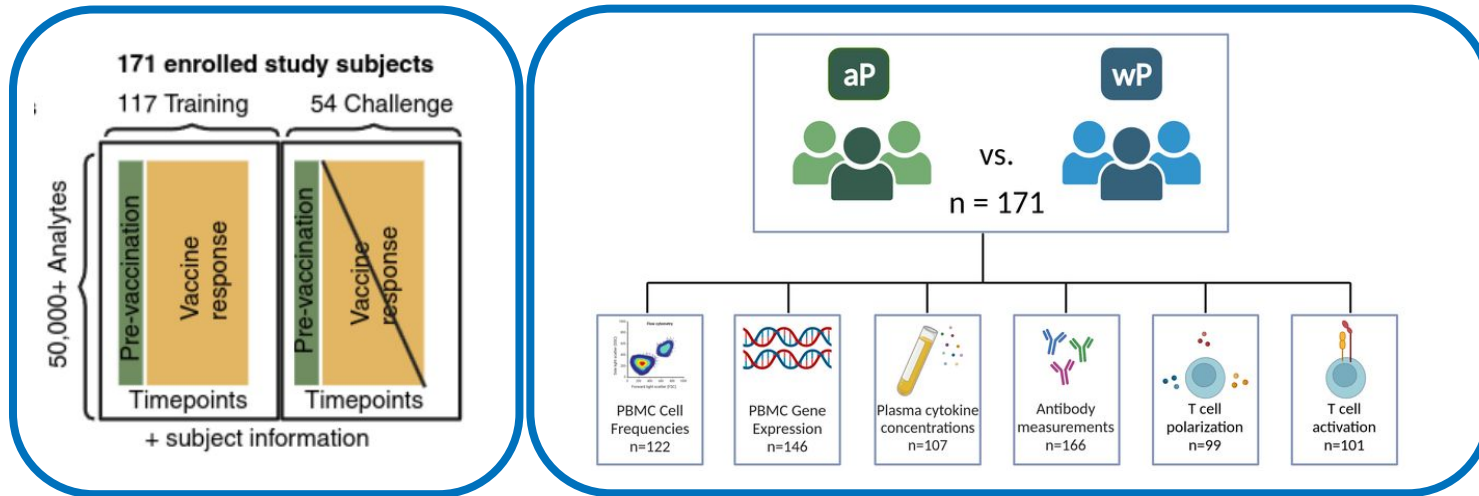 171 enrolled study subjects
117 Training
54 Challenge
50,000+ Analytes
Pre-vaccination
Vaccine
response
Pre-vaccination
Vaccine
response
Timepoints
Timepoints
+ subject information
aP
wP
vs.
n = 171
PBMC Cell
Frequencies
n=122
PBMC Gene
Expression
n=146
Plasma cytokine
concentrations
n=107
Antibody
measurements
n=166
T cell
polarization
n=99
T cell
activation
n=101